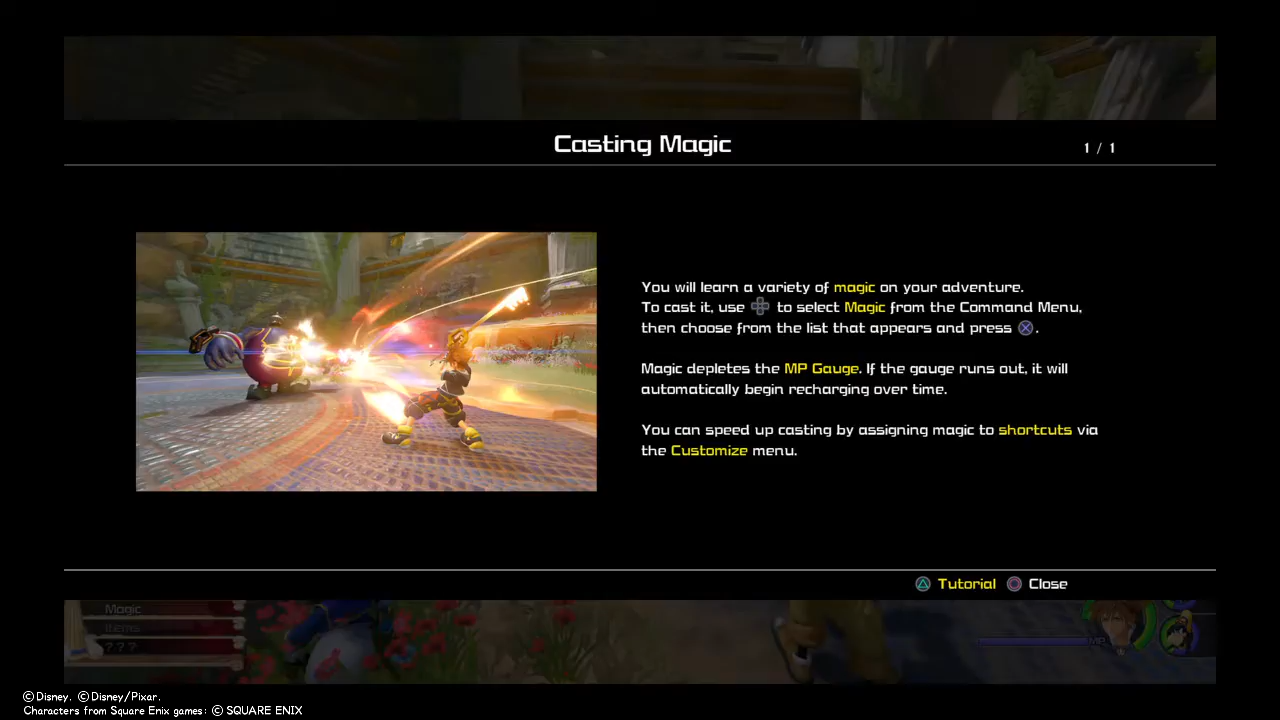 Casting Magic
1 / 1
You will learn a variety of magic on your adventure.
To cast it, use to select Magic from the Command Menu,
then choose from the list that appears and press .
Magic depletes the MP Gauge. If the gauge runs out, it will
automatically begin recharging over time.
You can speed up casting by assigning magic to shortcuts via
the Customize menu.
Tutorial Close
Magic
Items
???
MP
©Disney. ©Disney/Pixar.
Characters from Square Enix games: © SQUARE ENIX